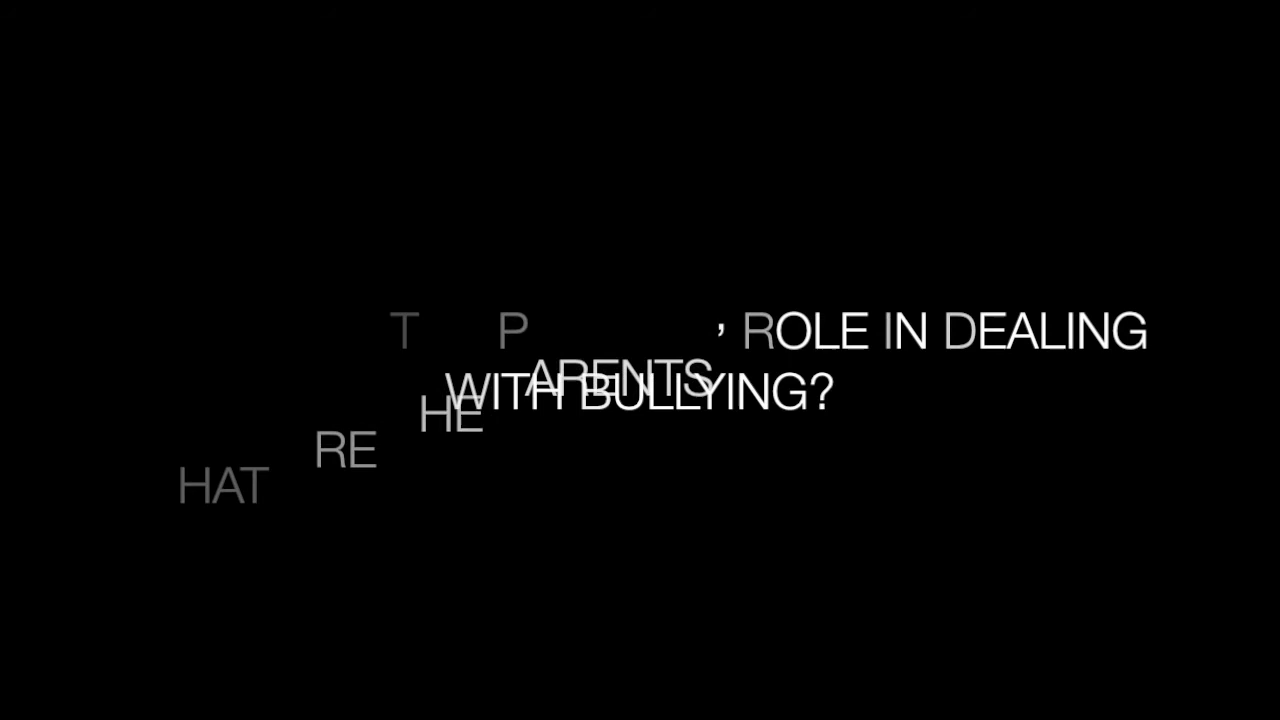 T P ’ ROLE IN DEALING
ARENTS
WITH BULLYING?
HE
RE
HAT